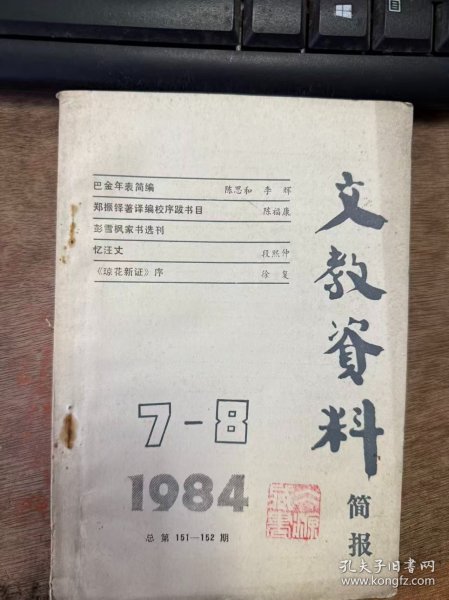 巴金年表简编 陈思和 李辉
郑振铎著译编校序跋书目 陈福康
彭雪枫家书选刊
忆汪丈 段熙仲
《琼花新证》序 徐复
文教资料
简报
7-8
1984
总第151—152期
孔夫子旧书网
www.kongfz.com